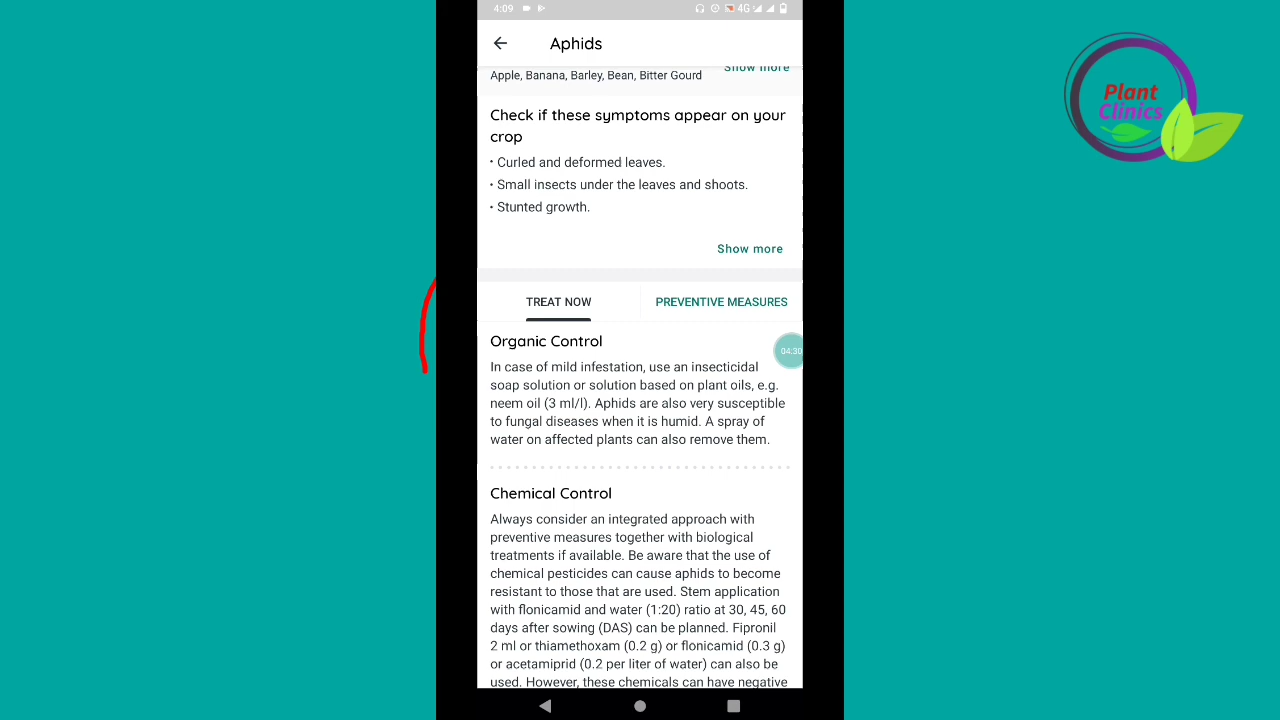 4:09
4G
Aphids
Plant
Clinics
Apple, Banana, Barley, Bean, Bitter Gourd
Show more
Check if these symptoms appear on your
crop
• Curled and deformed leaves.
• Small insects under the leaves and shoots.
• Stunted growth.
Show more
TREAT NOW
PREVENTIVE MEASURES
Organic Control
04:30
In case of mild infestation, use an insecticidal
soap solution or solution based on plant oils, e.g.
neem oil (3 ml/l). Aphids are also very susceptible
to fungal diseases when it is humid. A spray of
water on affected plants can also remove them.
Chemical Control
Always consider an integrated approach with
preventive measures together with biological
treatments if available. Be aware that the use of
chemical pesticides can cause aphids to become
resistant to those that are used. Stem application
with flonicamid and water (1:20) ratio at 30, 45, 60
days after sowing (DAS) can be planned. Fipronil
2 ml or thiamethoxam (0.2 g) or flonicamid (0.3 g)
or acetamiprid (0.2 per liter of water) can also be
used. However, these chemicals can have negative